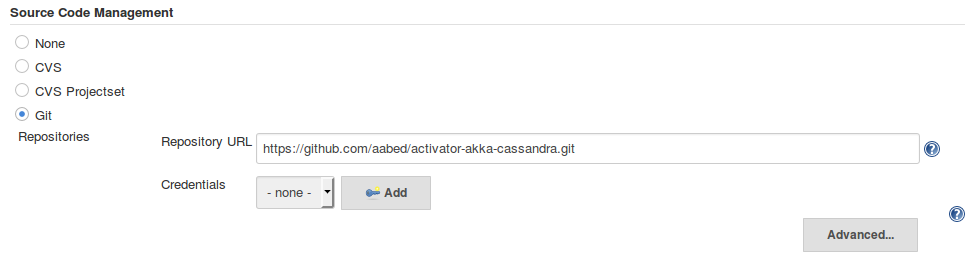 Source Code Management
None
CVS
CVS Projectset
Git
Repositories
Repository URL https://github.com/aabed/activator-akka-cassandra.git ?
Credentials - none - Add
?
Advanced...